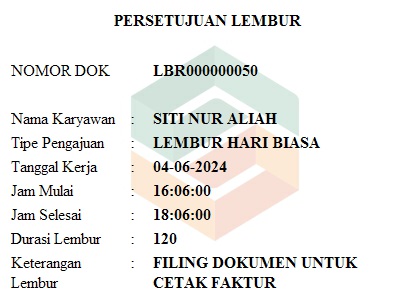 PERSETUJUAN LEMBUR
NOMOR DOK LBR000000050
Nama Karyawan : SITI NUR ALIAH
Tipe Pengajuan : LEMBUR HARI BIASA
Tanggal Kerja : 04-06-2024
Jam Mulai : 16:06:00
Jam Selesai : 18:06:00
Durasi Lembur : 120
Keterangan : FILING DOKUMEN UNTUK
Lembur CETAK FAKTUR